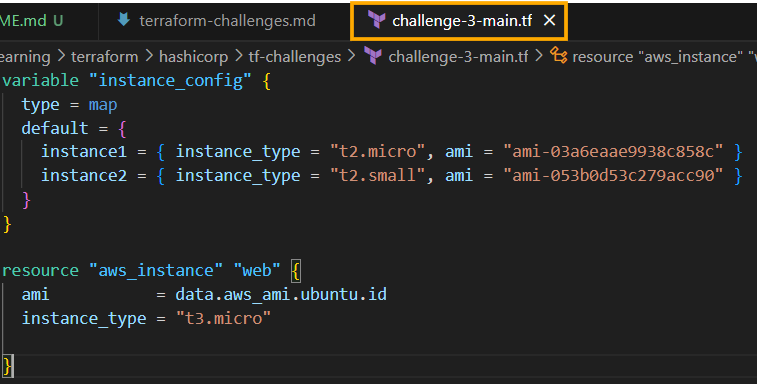 ME.md U terraform-challenges.md challenge-3-main.tf ×
earning > terraform > hashicorp > tf-challenges > challenge-3-main.tf > resource "aws_instance" "w
variable "instance_config" {
  type = map
  default = {
    instance1 = { instance_type = "t2.micro", ami = "ami-03a6eaae9938c858c" }
    instance2 = { instance_type = "t2.small", ami = "ami-053b0d53c279acc90" }
  }
}
resource "aws_instance" "web" {
  ami           = data.aws_ami.ubuntu.id
  instance_type = "t3.micro"
}